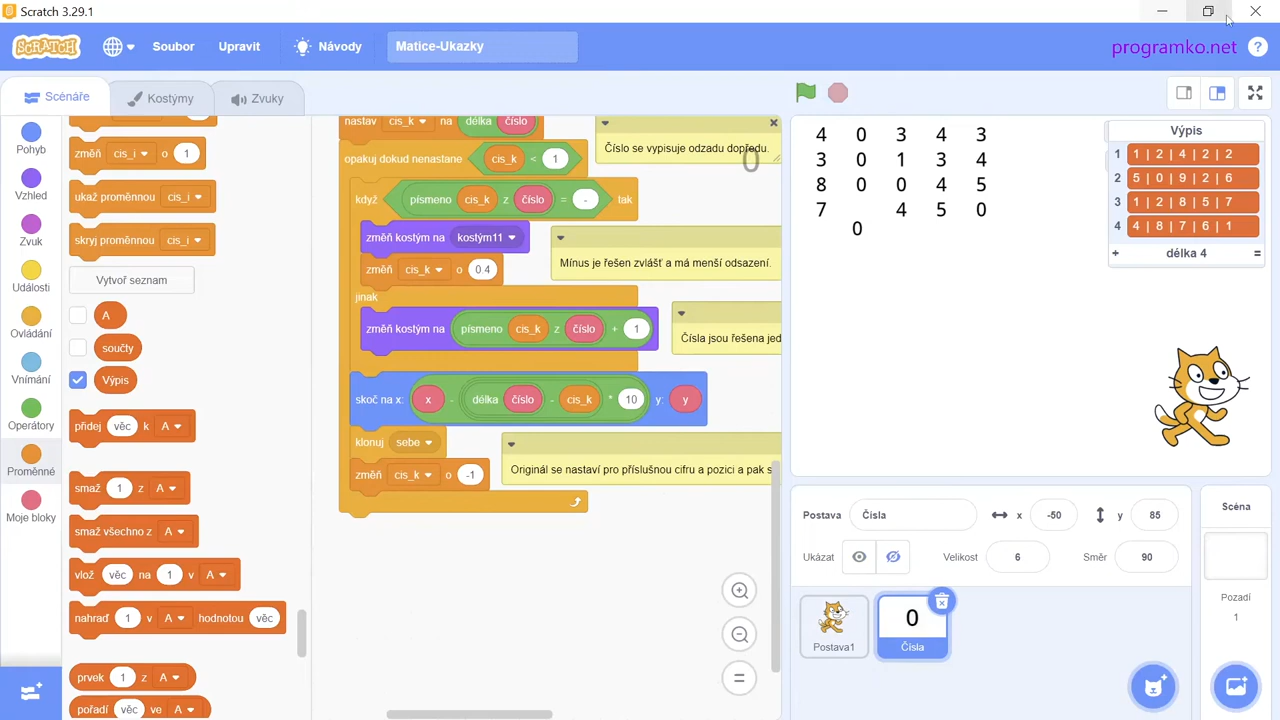 Scratch 3.29.1
SCRATCH
Soubor
Upravit
Návody
Matice-Ukazky
programko.net
?
Scénáře
Kostýmy
Zvuky
Pohyb
Vzhled
Zvuk
Události
Ovládání
Vnímání
Operátory
Proměnné
Moje bloky
změň cis_i o 1
ukaž proměnnou cis_i
skryj proměnnou cis_i
Vytvoř seznam
A
součty
Výpis
přidej věc k A
smaž 1 z A
smaž všechno z A
vlož věc na 1 v A
nahraď 1 v A hodnotou věc
prvek 1 z A
pořadí věc ve A
nastav cis_k na délka číslo
Číslo se vypisuje odzadu dopředu.
0
opakuj dokud nenastane cis_k < 1
když písmeno cis_k z číslo = - tak
změň kostým na kostým11
změň cis_k o 0 4
Mínus je řešen zvlášť a má menší odsazení.
jinak
změň kostým na písmeno cis_k z číslo + 1
Čísla jsou řešena jed
skoč na x: x - délka číslo - cis_k * 10 y: y
klonuj sebe
Originál se nastaví pro příslušnou cifru a pozici a pak s
změň cis_k o -1
4 0 3 4 3
3 0 1 3 4
8 0 0 4 5
7 4 5 0
0
Výpis
1 1 | 2 | 4 | 2 | 2
2 5 | 0 | 9 | 2 | 6
3 1 | 2 | 8 | 5 | 7
4 4 | 8 | 7 | 6 | 1
+ délka 4 =
Postava Čísla x -50 y 85
Ukázat Velikost 6 Směr 90
Postava1
0
Čísla
Scéna
Pozadí
1